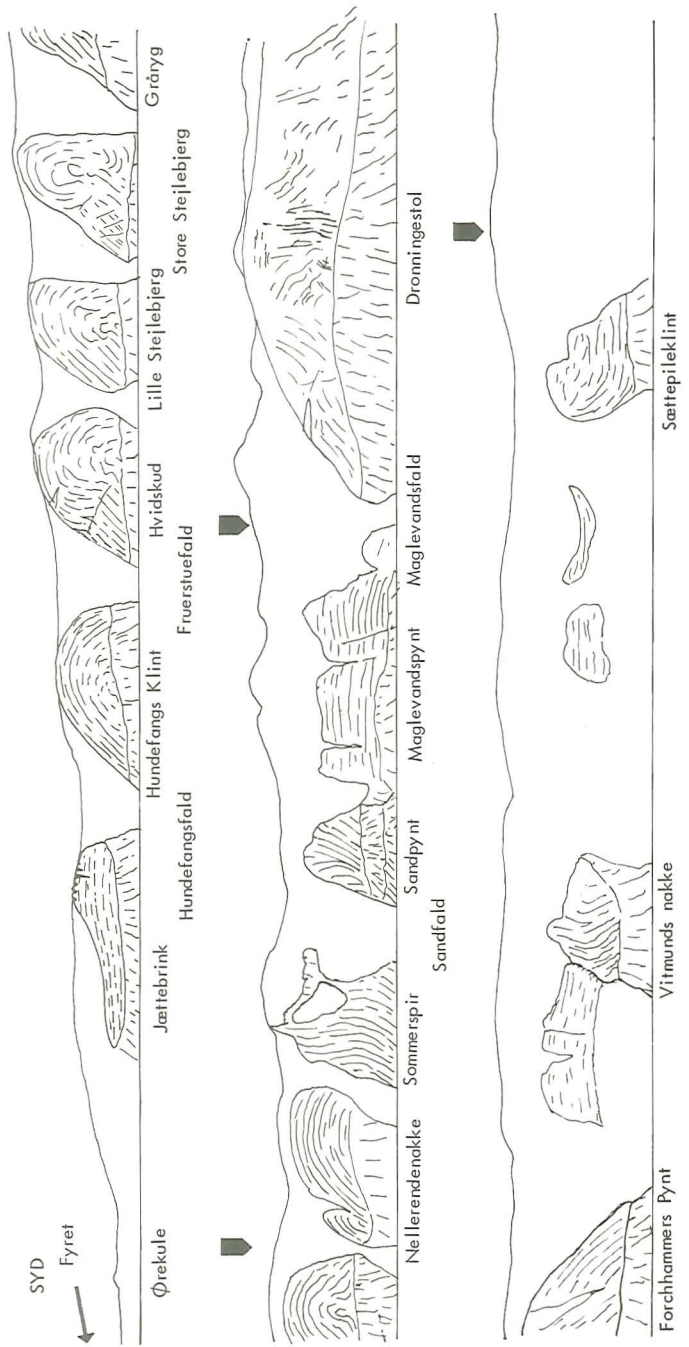 SYD
Fyret
Ørekule
Jættebrink
Hundefangsfald
Hundefangs Klint
Fruerstuefald
Hvidskud
Lille Stejlebjerg
Store Stejlebjerg
Gråryg
Nellerendenakke
Sommerspir
Sandfald
Sandpynt
Maglevandspynt
Maglevandsfald
Dronningestol
Forchhammers Pynt
Vitmunds nakke
Sættepileklint